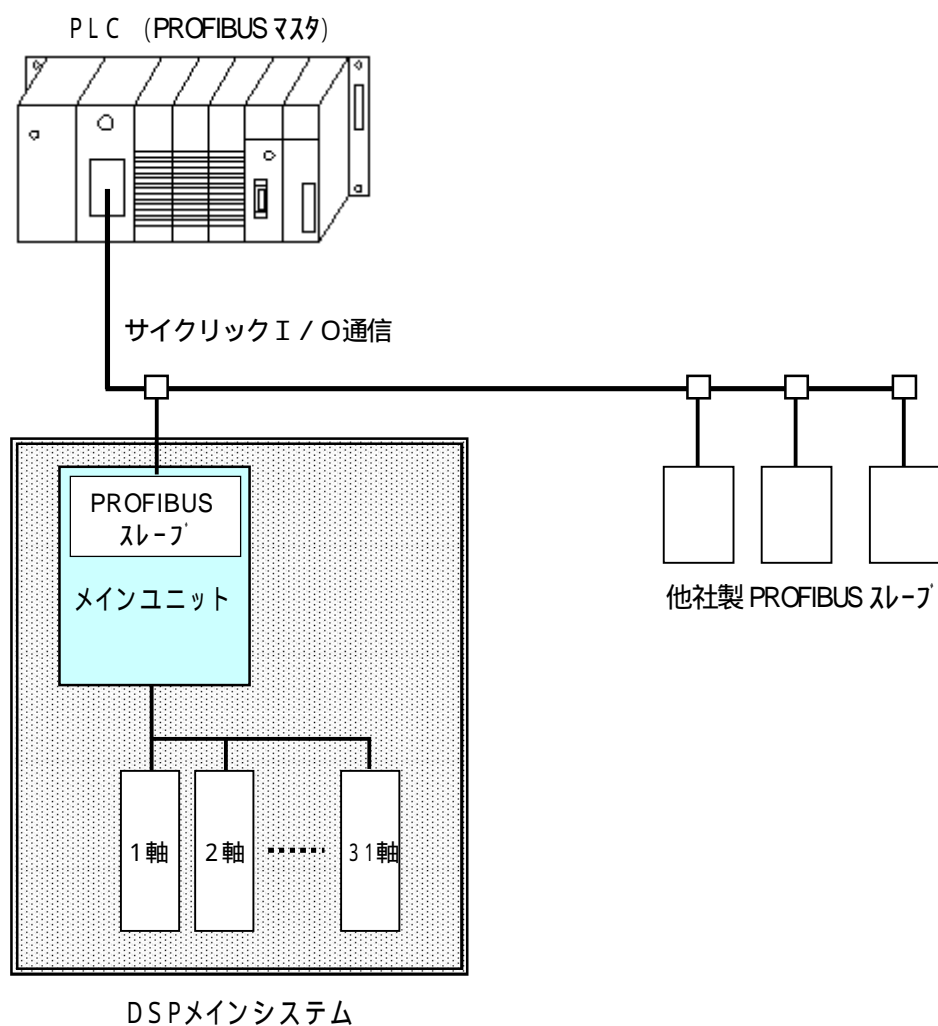 PLC (PROFIBUS ﾏｽﾀ)
サイクリックＩ／Ｏ通信
PROFIBUS
ｽﾚｰﾌﾞ
メインユニット
他社製 PROFIBUS ｽﾚｰﾌﾞ
1軸
2軸
31軸
DSPメインシステム